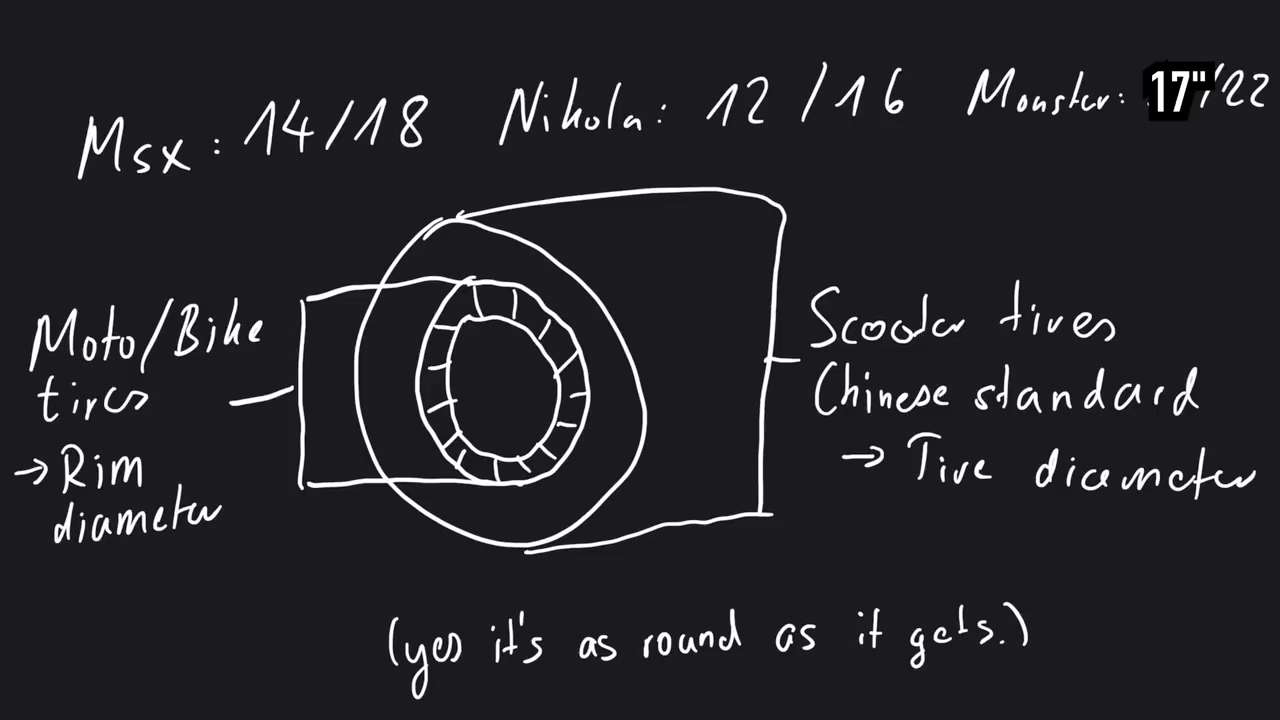 Msx: 14/18 Nikola: 12/16 Monster: 17"/22
Moto/Bike
tires
→ Rim
diameter
Scooter tires
Chinese standard
→ Tire diameter
(yes it's as round as it gets.)